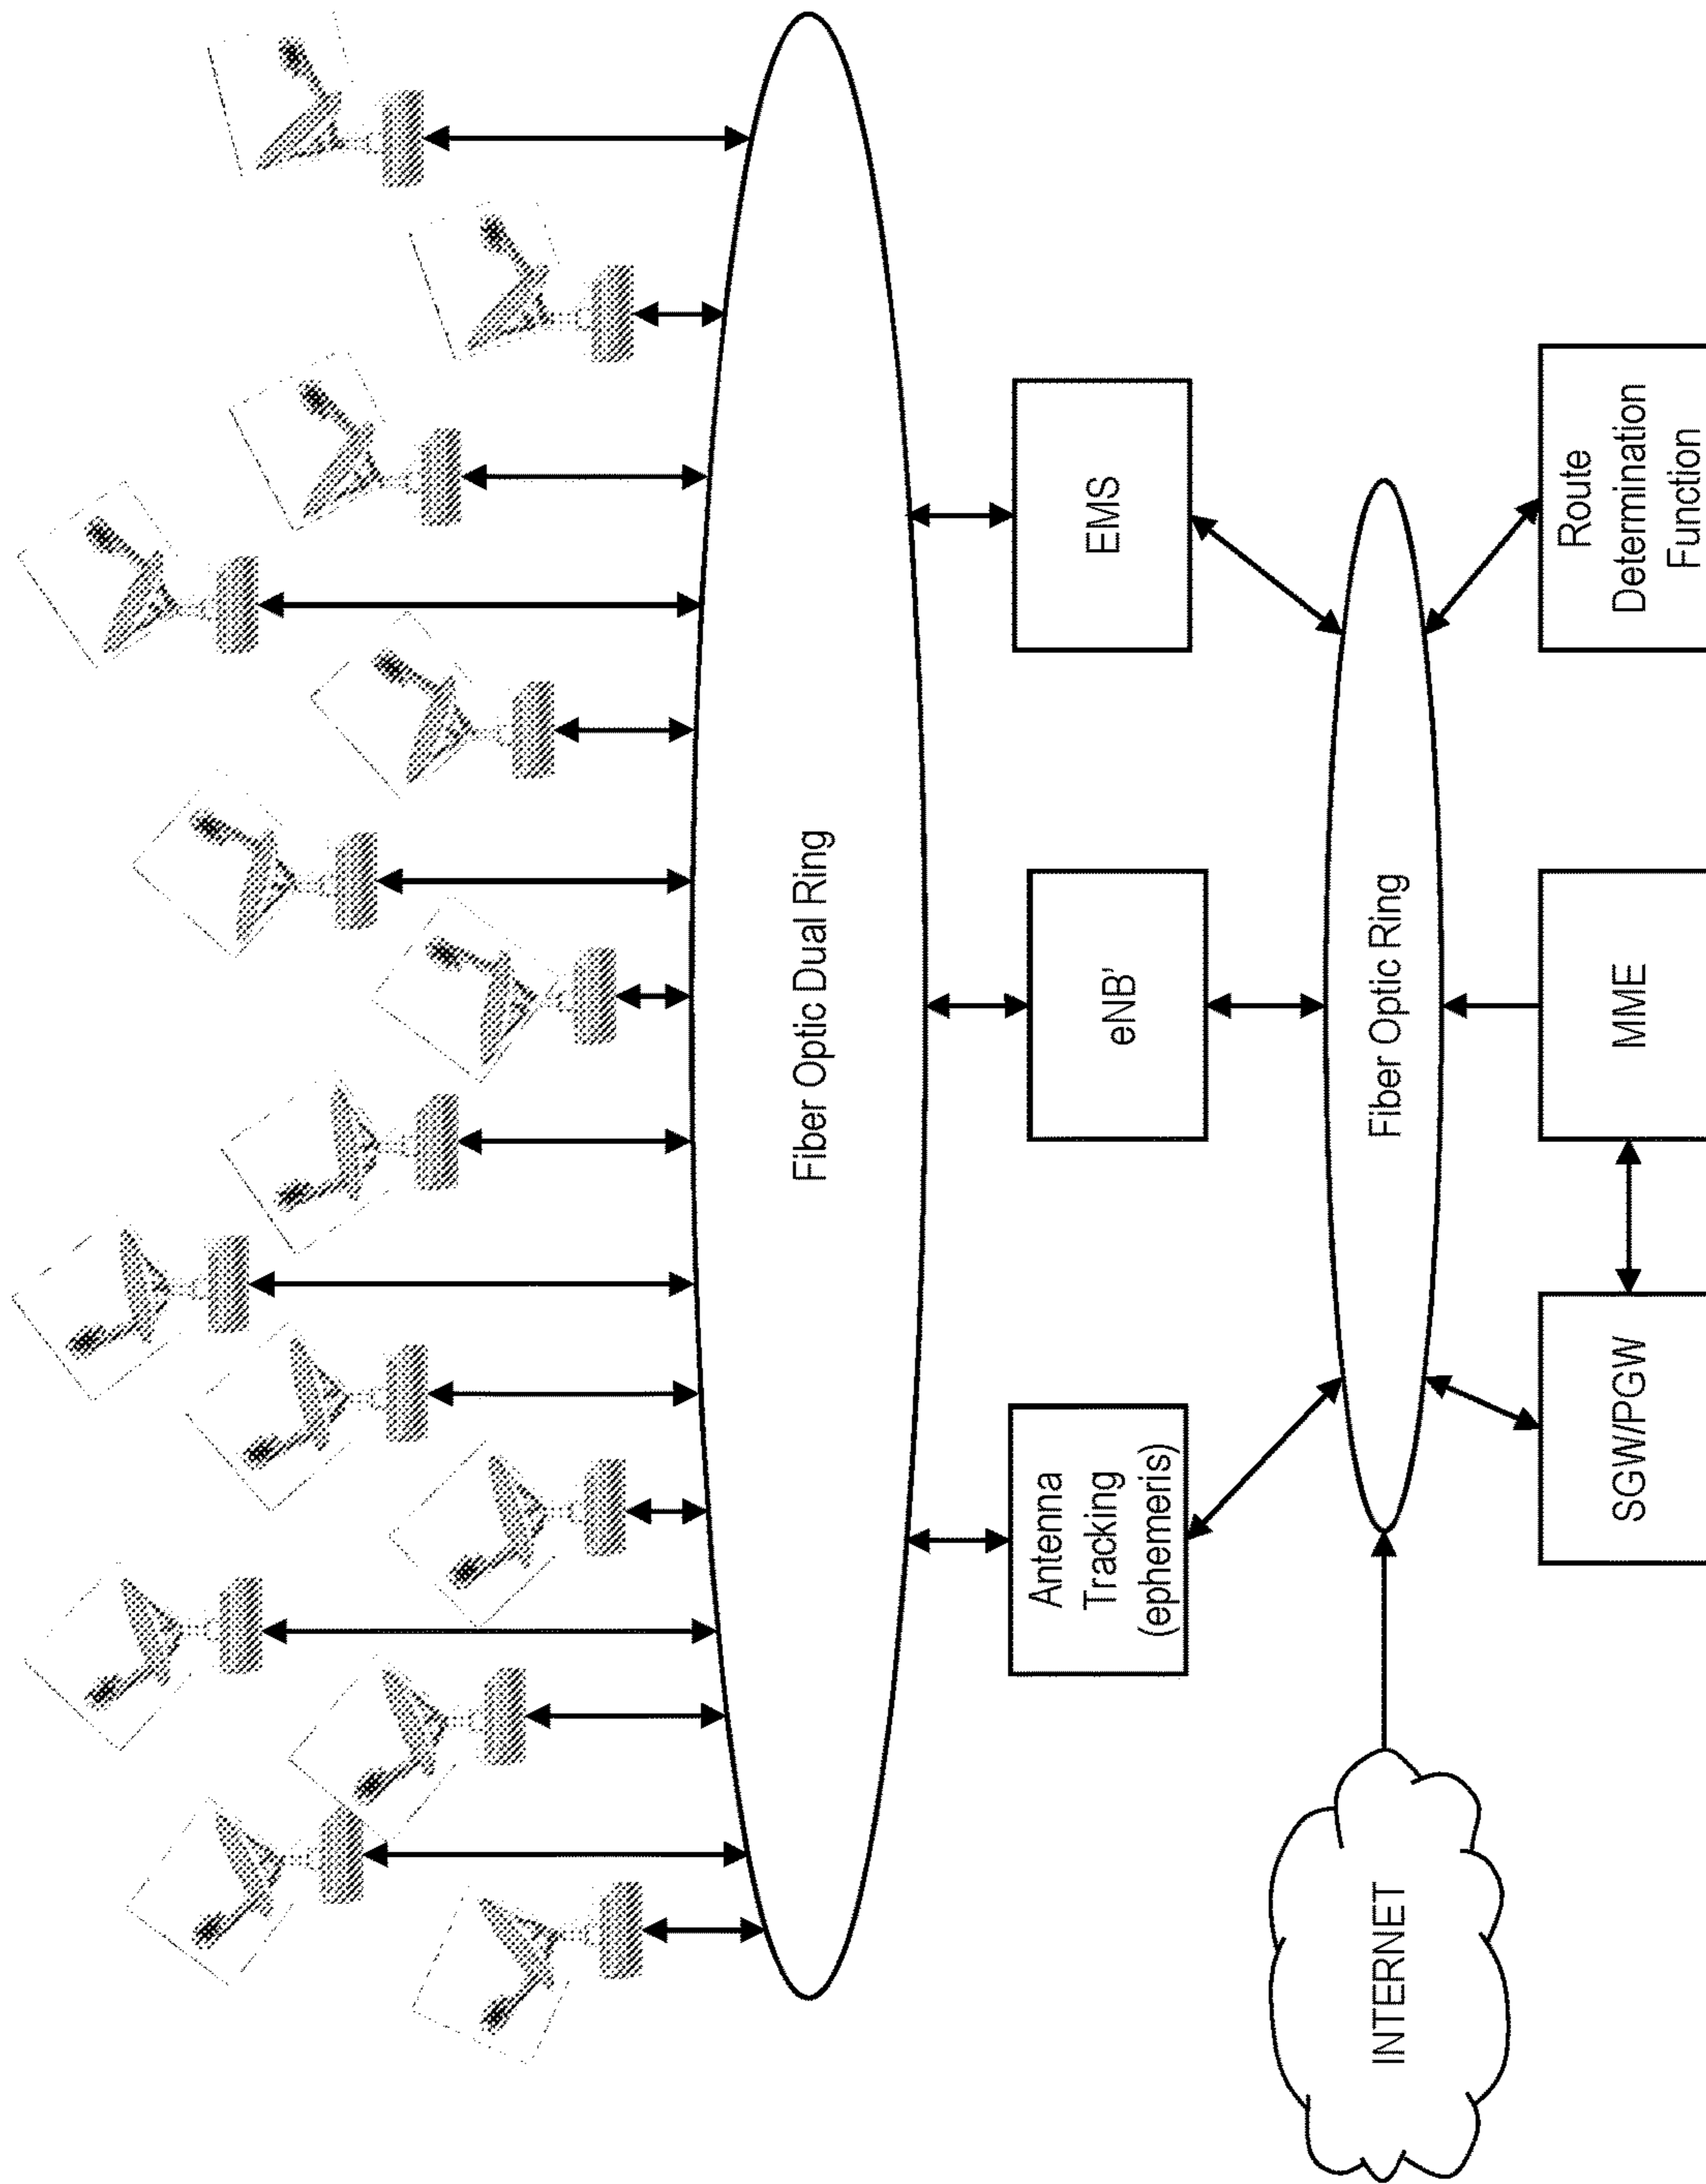 Fiber Optic Dual Ring
Antenna
Tracking
(ephemeris)
eNB'
EMS
INTERNET
Fiber Optic Ring
SGW/PGW
MME
Route
Determination
Function